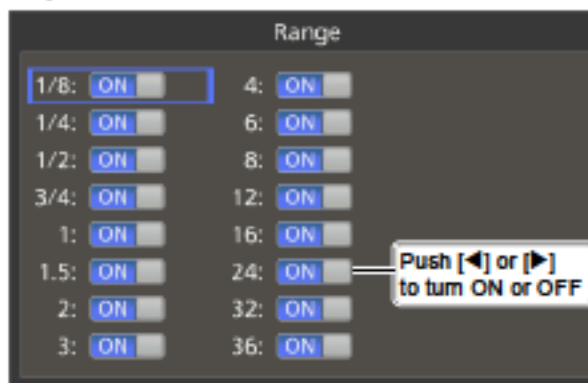 Range
1/8: ON
1/4: ON
1/2: ON
3/4: ON
1: ON
1.5: ON
2: ON
3: ON
4: ON
6: ON
8: ON
12: ON
16: ON
24: ON
32: ON
36: ON
Push [◀] or [▶]
to turn ON or OFF